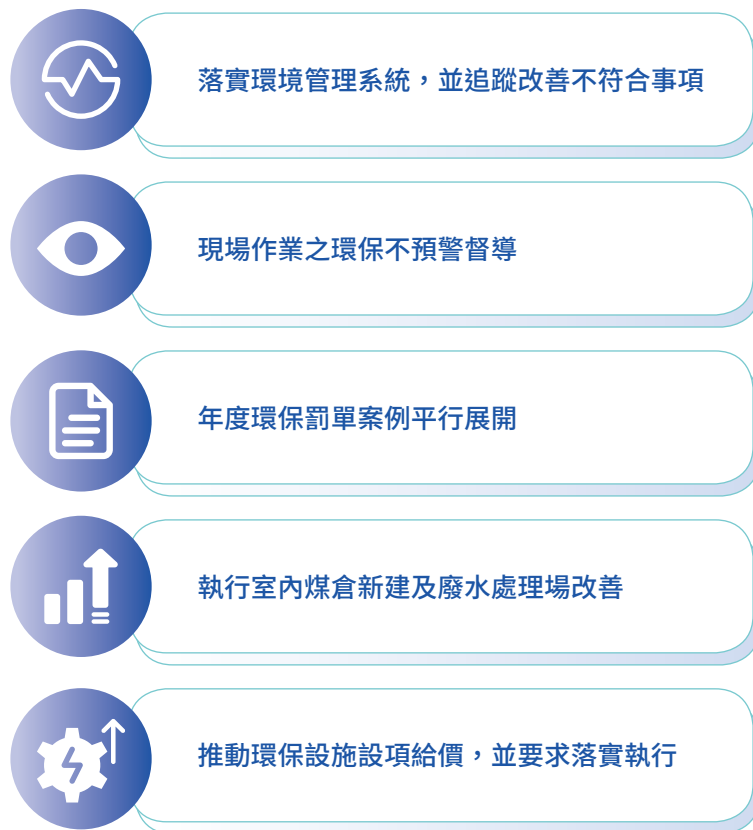 落實環境管理系統，並追蹤改善不符合事項
現場作業之環保不預警督導
年度環保罰單案例平行展開
執行室內煤倉新建及廢水處理場改善
推動環保設施設項給價，並要求落實執行